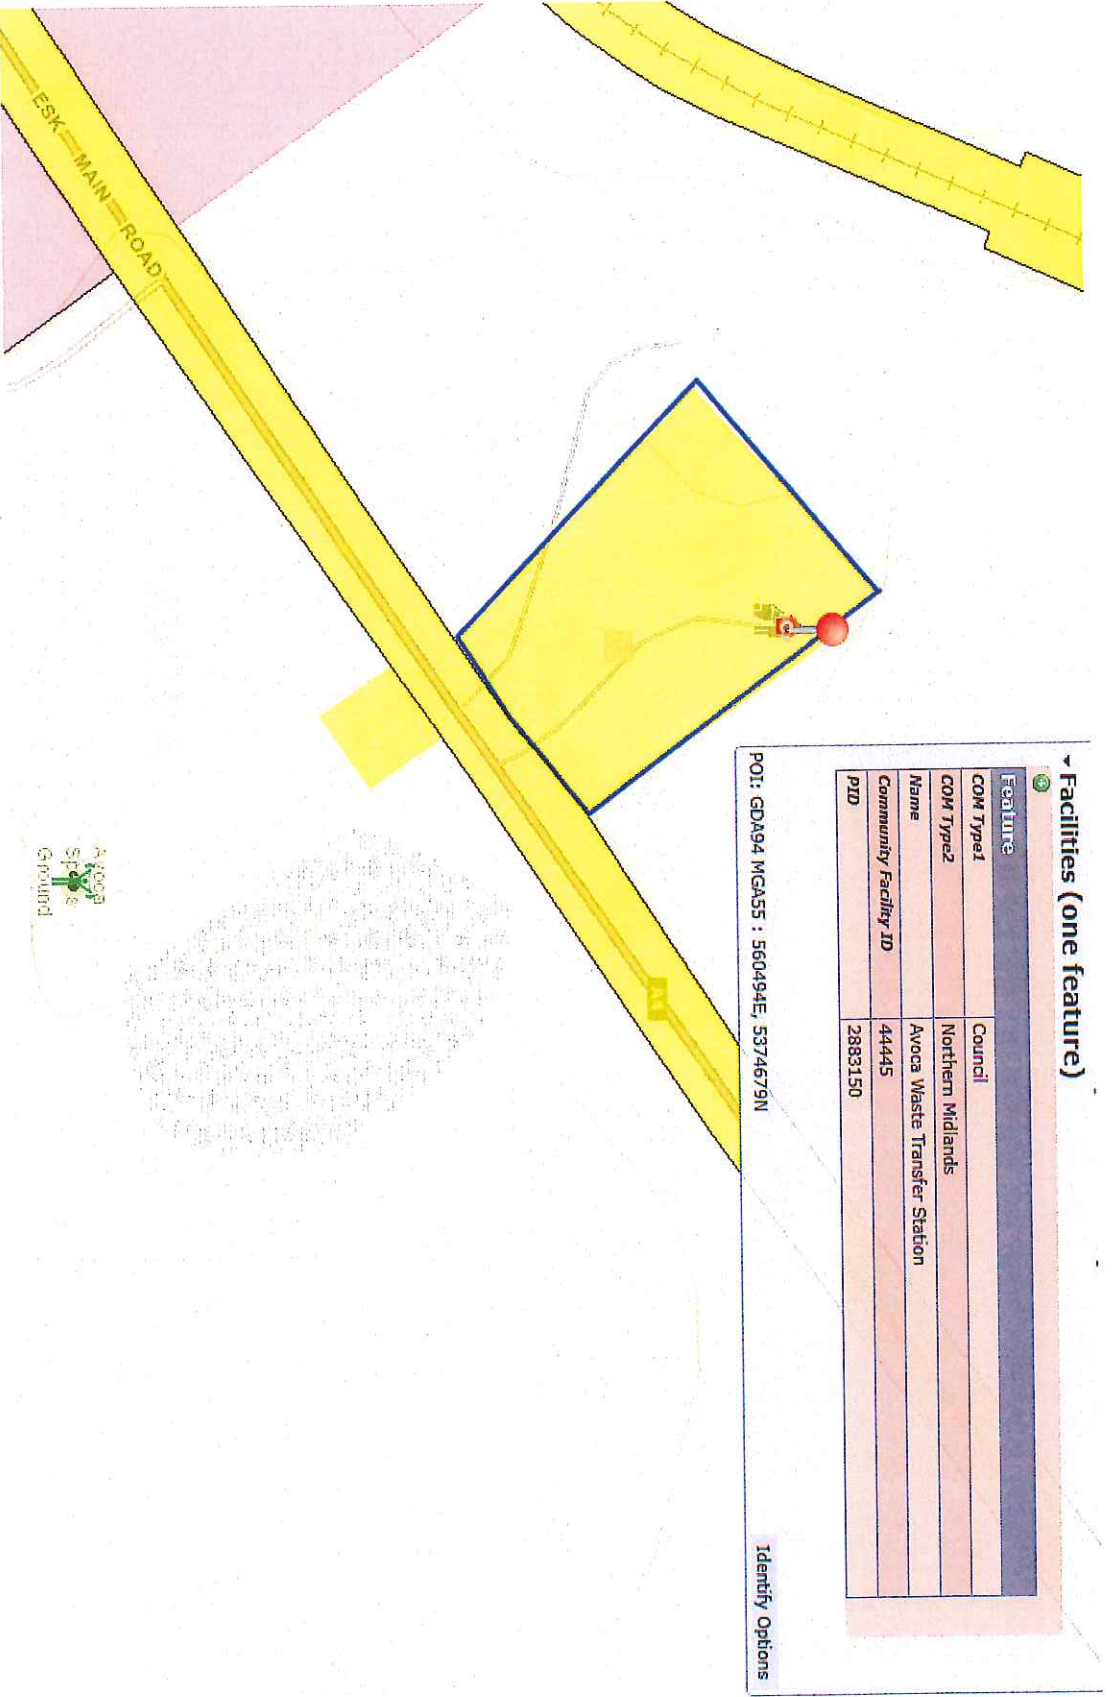 Facilities (one feature)
Feature
COM Type1 Council
COM Type2 Northern Midlands
Name Avoca Waste Transfer Station
Community Facility ID 44445
PID 2883150
POI: GDA94 MGA55 : 560494E, 5374679N
Identify Options
ESK MAIN ROAD
A4
Avoca
Sports
Ground